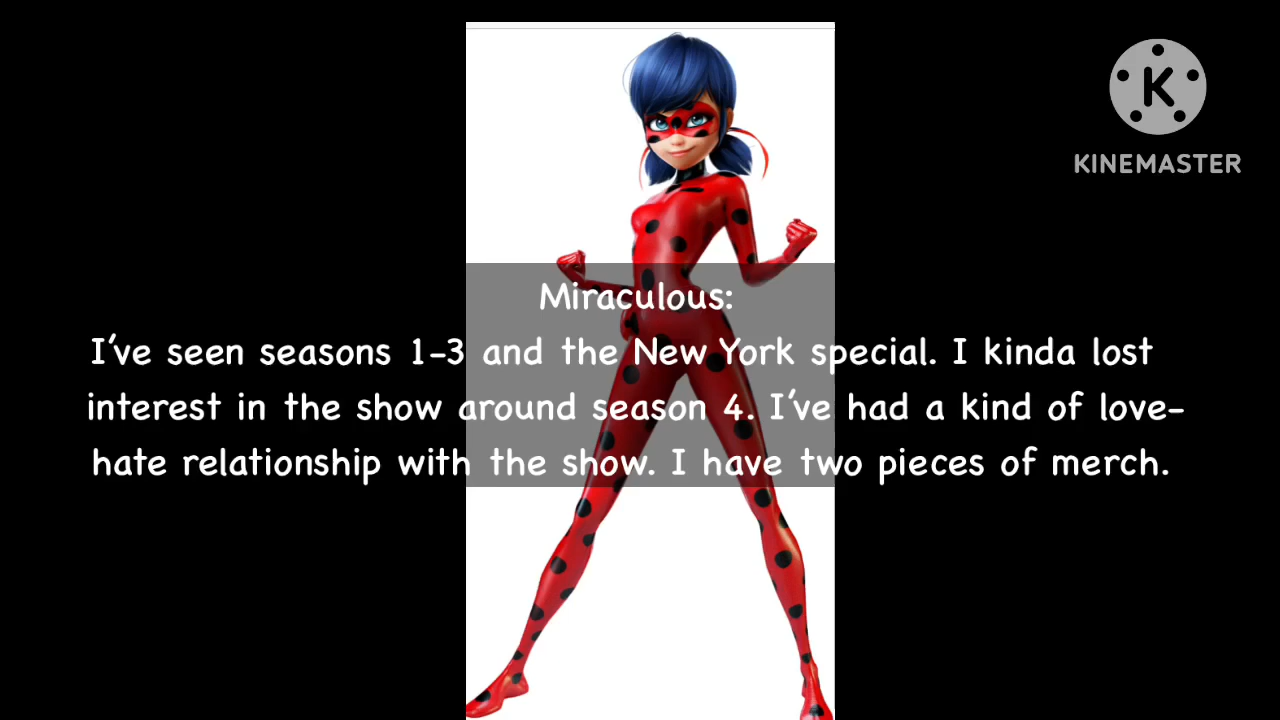 KINEMASTER
Miraculous:
I've seen seasons 1-3 and the New York special. I kinda lost
interest in the show around season 4. I've had a kind of love-
hate relationship with the show. I have two pieces of merch.